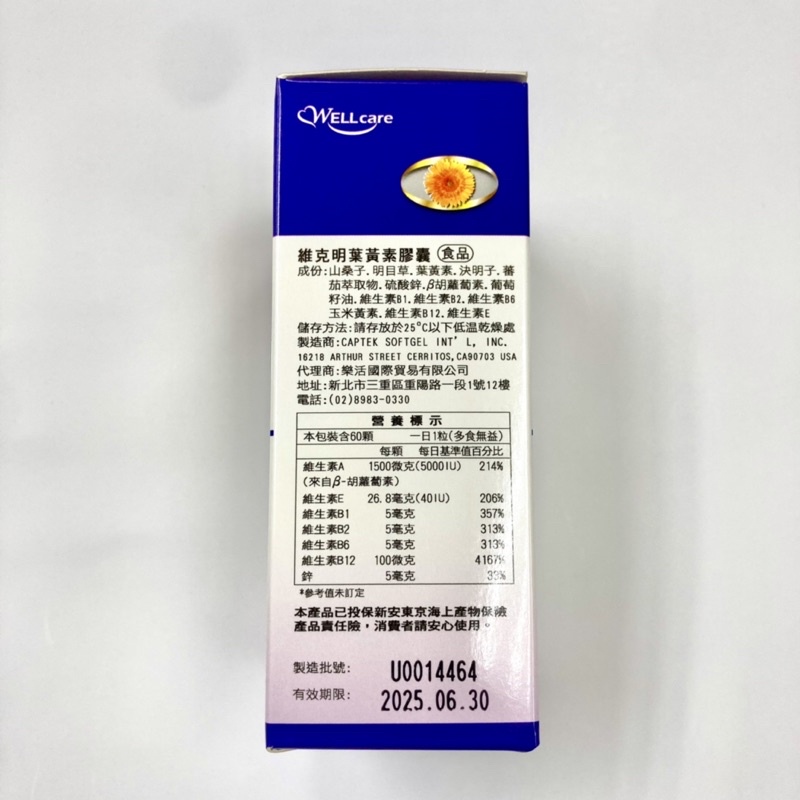 WELLcare
維克明葉黃素膠囊 食品
成份:山桑子.明目草.葉黃素.決明子.蕃
茄萃取物.硫酸鋅.β胡蘿蔔素.葡萄
籽油.維生素B1.維生素B2.維生素B6
玉米黃素.維生素B12.維生素E
儲存方法:請存放於25°C以下低溫乾燥處
製造商:CAPTEK SOFTGEL INT'L, INC.
16218 ARTHUR STREET CERRITOS,CA90703 USA
代理商:樂活國際貿易有限公司
地址:新北市三重區重陽路一段1號12樓
電話:(02)8983-0330
營養標示
本包裝含60顆 一日1粒(多食無益)
每顆 每日基準值百分比
維生素A 1500微克(5000IU) 214%
(來自β-胡蘿蔔素)
維生素E 26.8毫克(40IU) 206%
維生素B1 5毫克 357%
維生素B2 5毫克 313%
維生素B6 5毫克 313%
維生素B12 100微克 4167%
鋅 5毫克 33%
*參考值未訂定
本產品已投保新安東京海上產物保險
產品責任險，消費者請安心使用。
製造批號: U0014464
有效期限: 2025.06.30